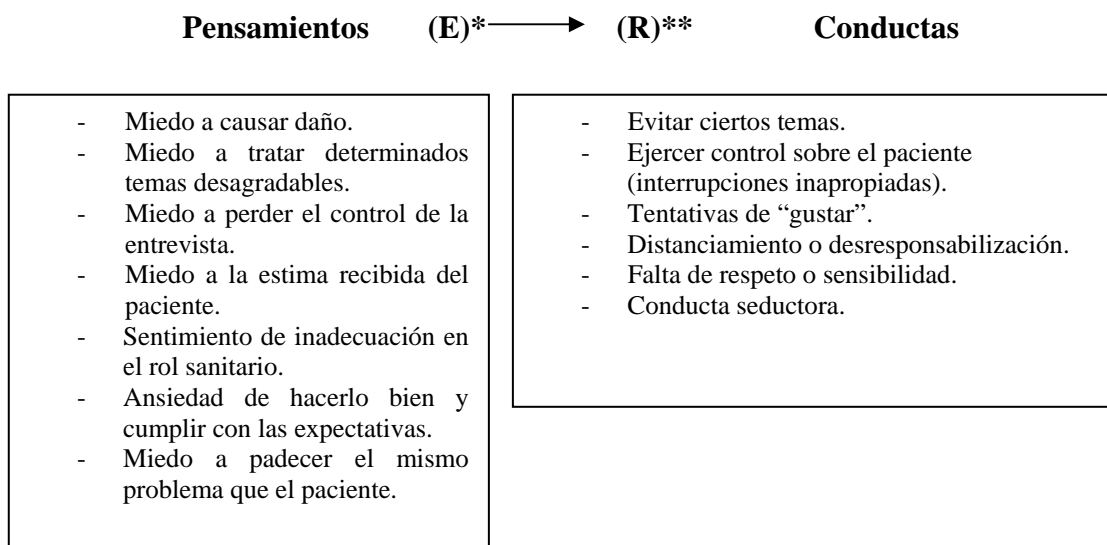 Pensamientos (E)* (R)** Conductas
- Miedo a causar daño.
- Miedo a tratar determinados
temas desagradables.
- Miedo a perder el control de la
entrevista.
- Miedo a la estima recibida del
paciente.
- Sentimiento de inadecuación en
el rol sanitario.
- Ansiedad de hacerlo bien y
cumplir con las expectativas.
- Miedo a padecer el mismo
problema que el paciente.
- Evitar ciertos temas.
- Ejercer control sobre el paciente
(interrupciones inapropiadas).
- Tentativas de “gustar”.
- Distanciamiento o desresponsabilización.
- Falta de respeto o sensibilidad.
- Conducta seductora.